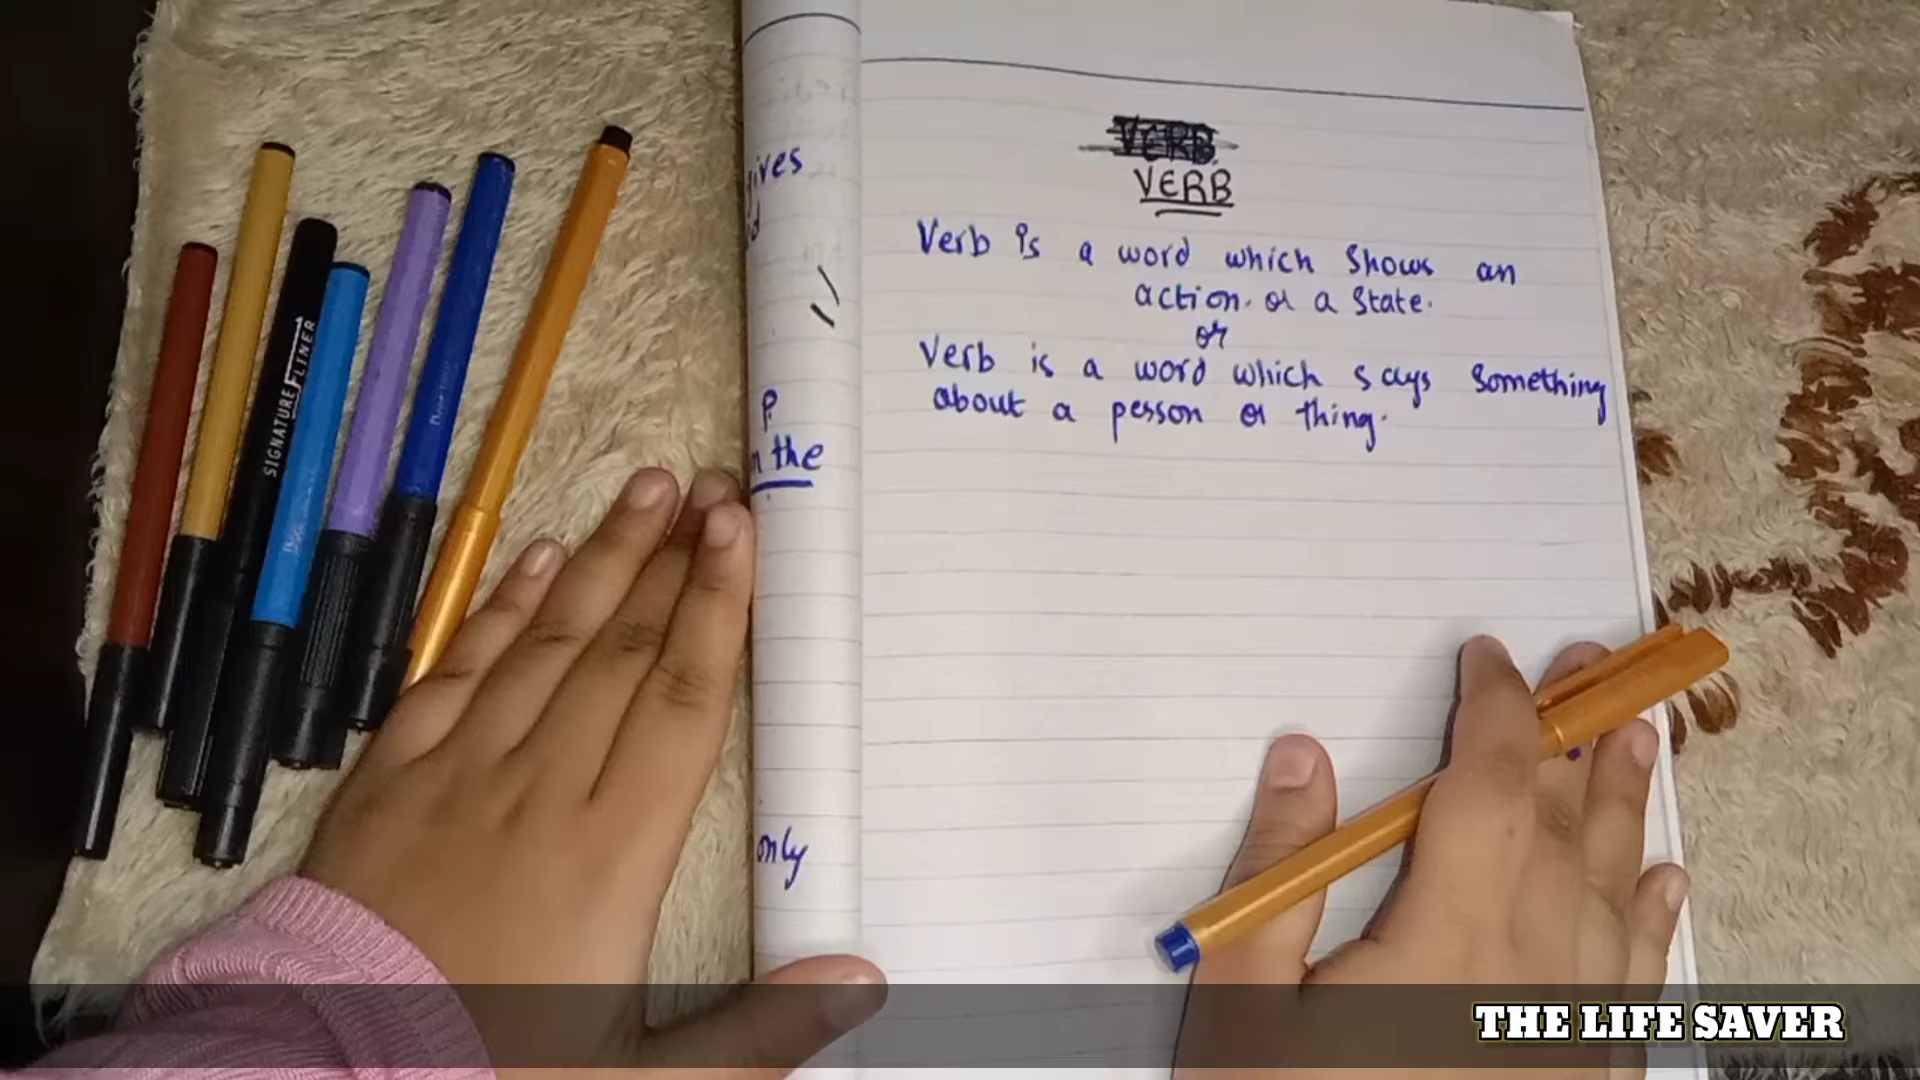 ives
P
n the
only
VERB
VERB
Verb is a word which shows an
action. or a state.
or
Verb is a word which says something
about a person or thing.
SIGNATURE LINER
THE LIFE SAVER